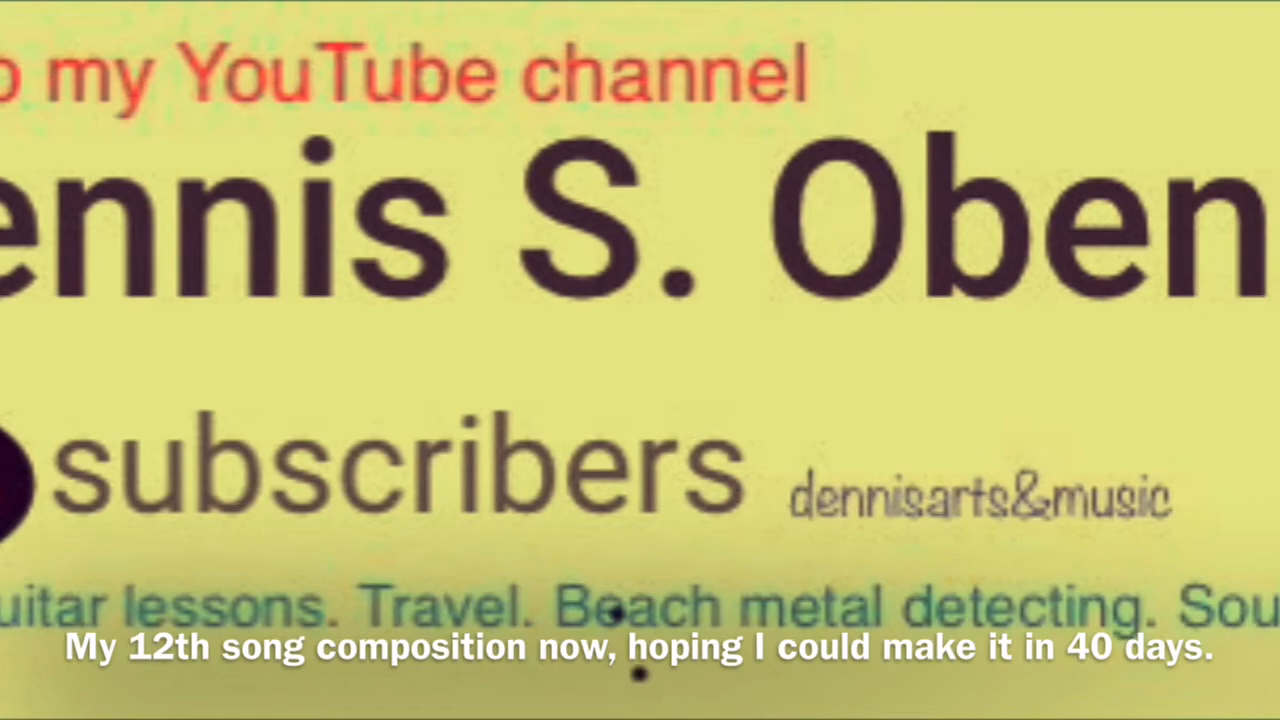 o my YouTube channel
ennis S. Oben
subscribers dennisarts&music
uitar lessons. Travel. Beach metal detecting. Sou
My 12th song composition now, hoping I could make it in 40 days.